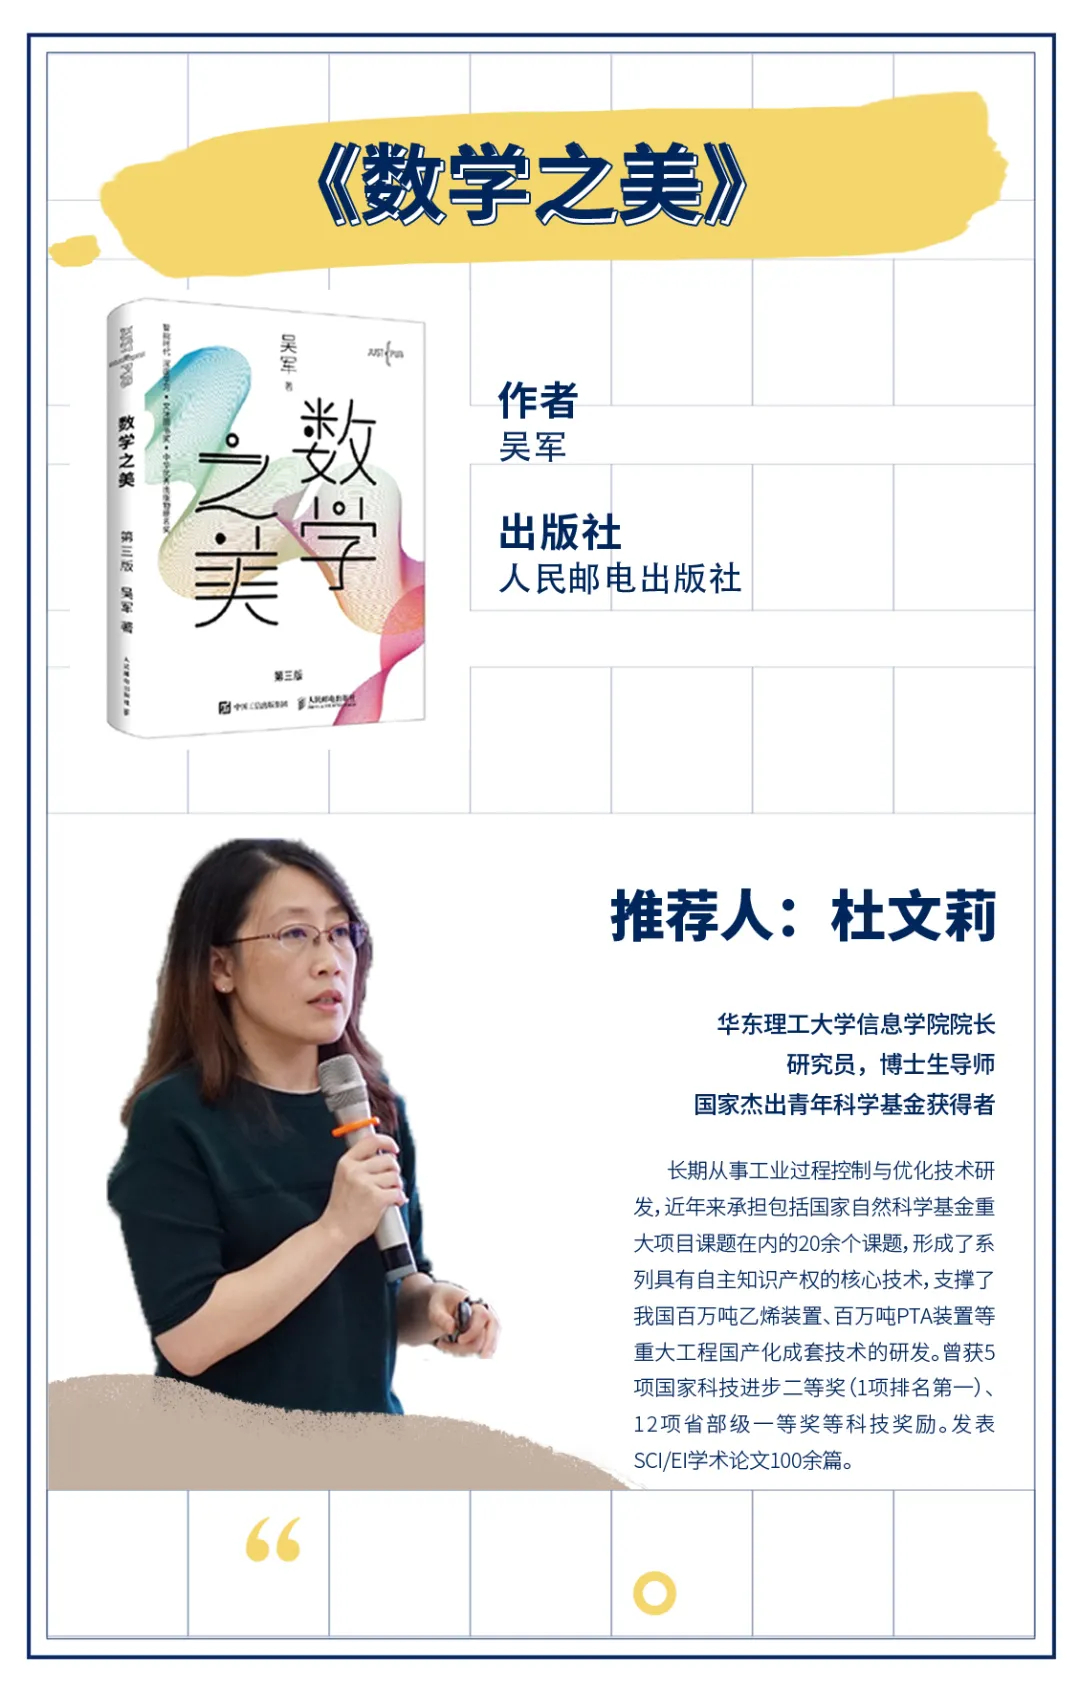 《数学之美》
数学之美
第三版
吴军 著
吴军 著
数学
之美
第三版
人民邮电出版社
作者
吴军
出版社
人民邮电出版社
推荐人：杜文莉
华东理工大学信息学院院长
研究员，博士生导师
国家杰出青年科学基金获得者
长期从事工业过程控制与优化技术研
发，近年来承担包括国家自然科学基金重
大项目课题在内的20余个课题，形成了系
列具有自主知识产权的核心技术，支撑了
我国百万吨乙烯装置、百万吨PTA装置等
重大工程国产化成套技术的研发。曾获5
项国家科技进步二等奖（1项排名第一）、
12项省部级一等奖等科技奖励。发表
SCI/EI学术论文100余篇。